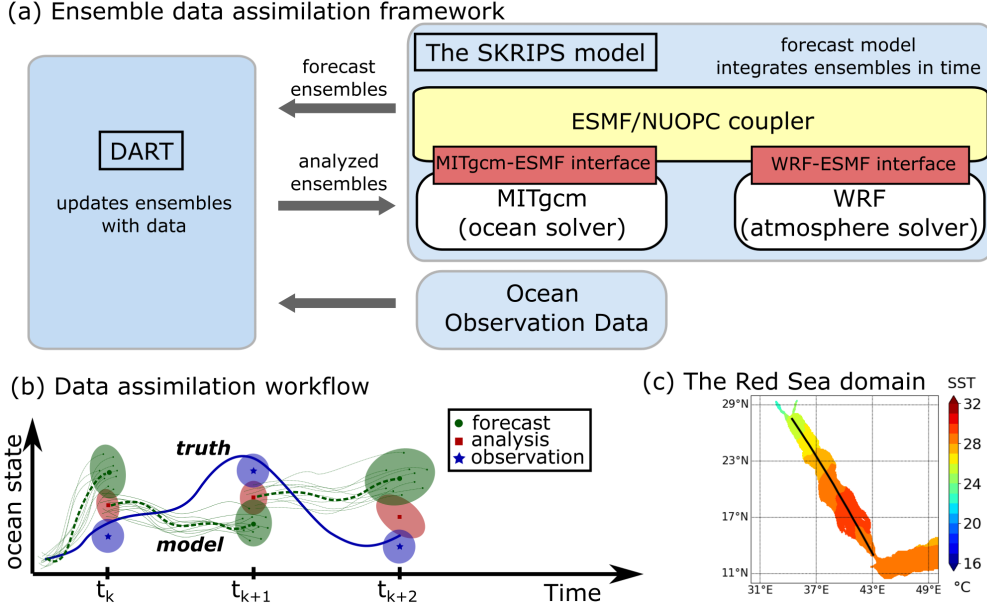 (a) Ensemble data assimilation framework
DART
updates ensembles
with data
forecast
ensembles
analyzed
ensembles
The SKRIPS model
forecast model
integrates ensembles in time
ESMF/NUOPC coupler
MITgcm-ESMF interface
WRF-ESMF interface
MITgcm
(ocean solver)
WRF
(atmosphere solver)
Ocean
Observation Data
(b) Data assimilation workflow
ocean state
truth
model
forecast
analysis
observation
t_k
t_{k+1}
t_{k+2}
Time
(c) The Red Sea domain
SST
29°N
23°N
17°N
11°N
31°E
37°E
43°E
49°E
32
28
24
20
16
°C